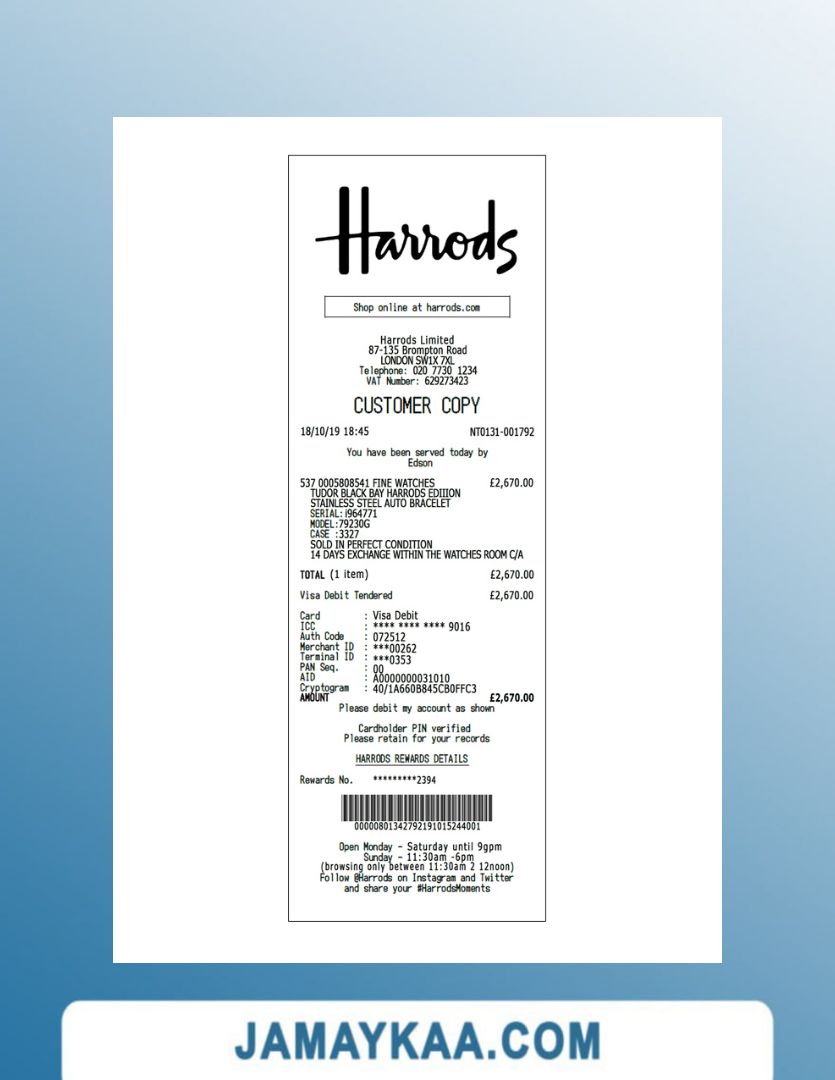 Harrods
Shop online at harrods.com
Harrods Limited
87-135 Brompton Road
LONDON SW1X 7XL
Telephone: 020 7730 1234
VAT Number: 629273423
CUSTOMER COPY
18/10/19 18:45 NT0131-001792
You have been served today by
Edson
537 0005808541 FINE WATCHES £2,670.00
TUDOR BLACK BAY HARRODS EDIIION
STAINLESS STEEL AUTO BRACELET
SERIAL: i964771
MODEL:79230G
CASE :3327
SOLD IN PERFECT CONDITION
14 DAYS EXCHANGE WITHIN THE WATCHES ROOM C/A
TOTAL (1 item) £2,670.00
Visa Debit Tendered £2,670.00
Card : Visa Debit
ICC : **** **** **** 9016
Auth Code : 072512
Merchant ID : ***00262
Terminal ID : ***0353
PAN Seq. : 00
AID : A0000000031010
Cryptogram : 40/1A660B845CB0FFC3
AMOUNT £2,670.00
Please debit my account as shown
Cardholder PIN verified
Please retain for your records
HARRODS REWARDS DETAILS
Rewards No. *********2394
00000801342792191015244001
Open Monday - Saturday until 9gpm
Sunday - 11:30am -6pm
(browsing only between 11:30am 2 12noon)
Follow @Harrods on Instagram and Twitter
and share your #HarrodsMoments
JAMAYKAA.COM